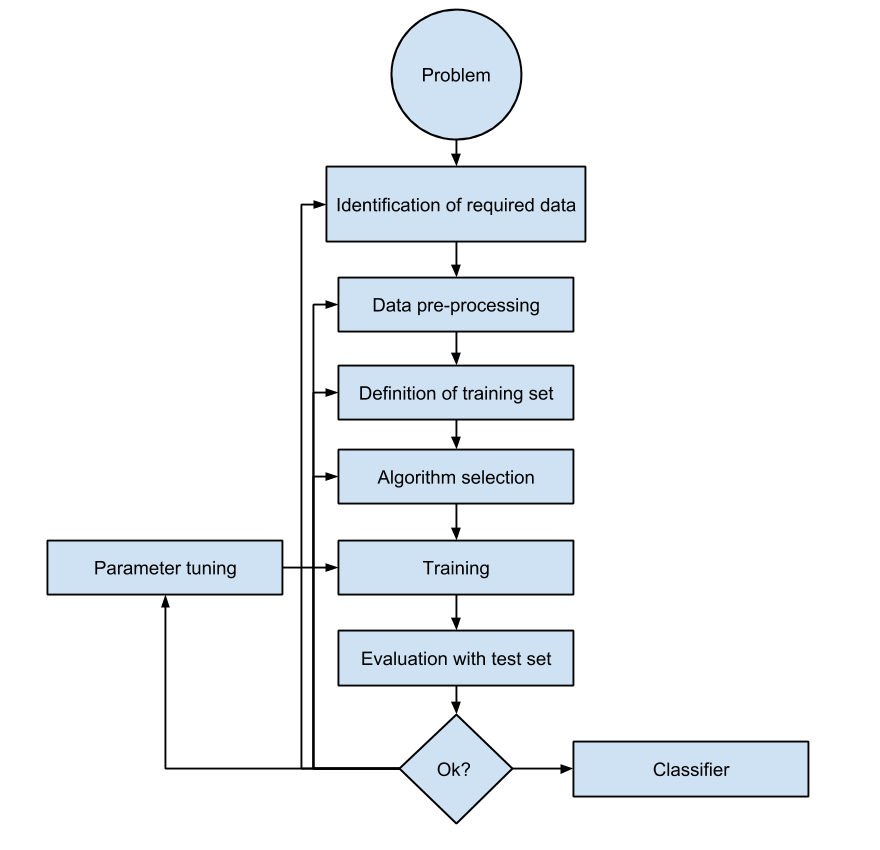 Problem
Identification of required data
Data pre-processing
Definition of training set
Algorithm selection
Parameter tuning
Training
Evaluation with test set
Ok?
Classifier